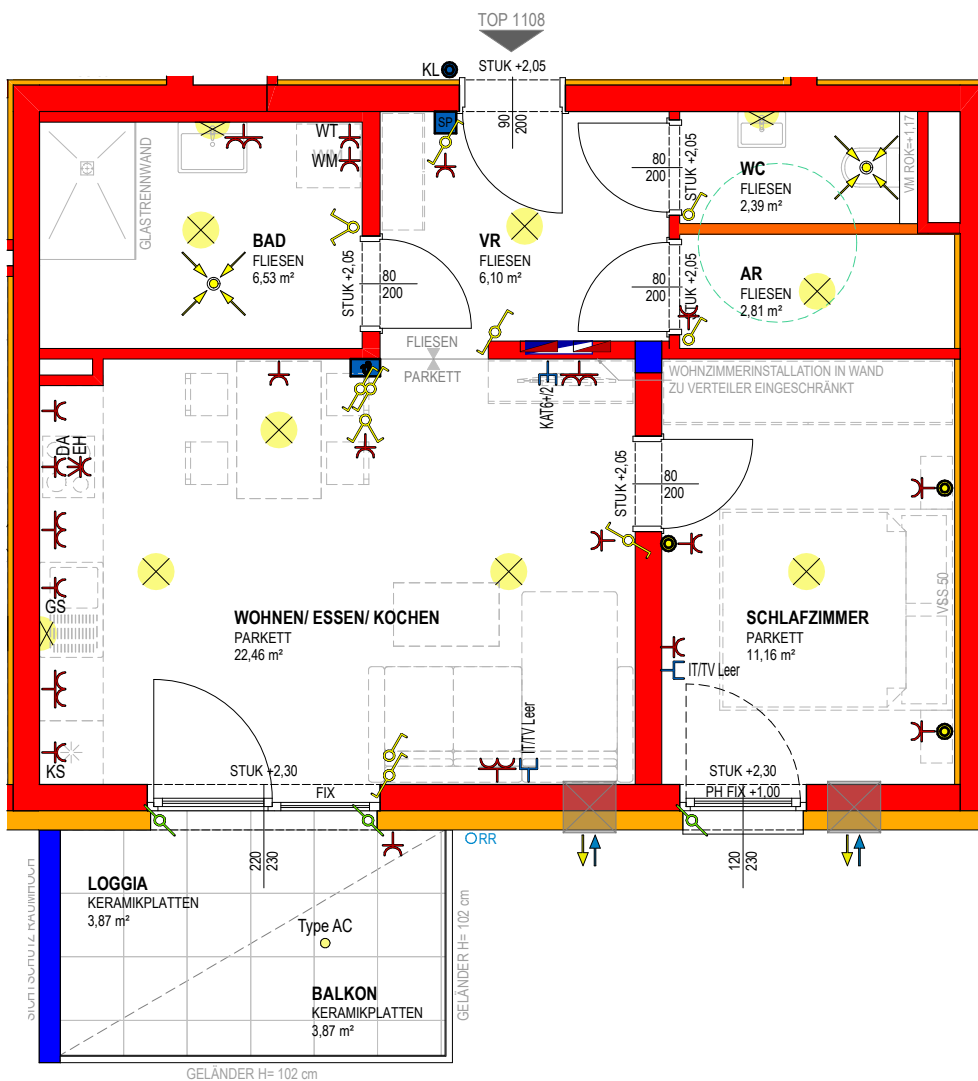 TOP 1108
KL
STUK +2,05
SP
90
200
WT
WM
GLASTRENNWAND
BAD
FLIESEN
6,53 m²
STUK +2,05
80
200
VR
FLIESEN
6,10 m²
80
200
STUK +2,05
WC
FLIESEN
2,39 m²
VM ROK=+1,17
80
200
STUK +2,05
AR
FLIESEN
2,81 m²
FLIESEN
PARKETT
WOHNZIMMERINSTALLATION IN WAND
ZU VERTEILER EINGESCHRÄNKT
KAT6+/2
DA
EH
STUK +2,05
80
200
GS
WOHNEN/ ESSEN/ KOCHEN
PARKETT
22,46 m²
SCHLAFZIMMER
PARKETT
11,16 m²
VSS 50
IT/TV Leer
IT/TV Leer
KS
STUK +2,30
FIX
STUK +2,30
PH FIX +1,00
220
230
120
230
ORR
SICHTSCHUTZ RAUMHOCH
LOGGIA
KERAMIKPLATTEN
3,87 m²
Type AC
BALKON
KERAMIKPLATTEN
3,87 m²
GELÄNDER H= 102 cm
GELÄNDER H= 102 cm